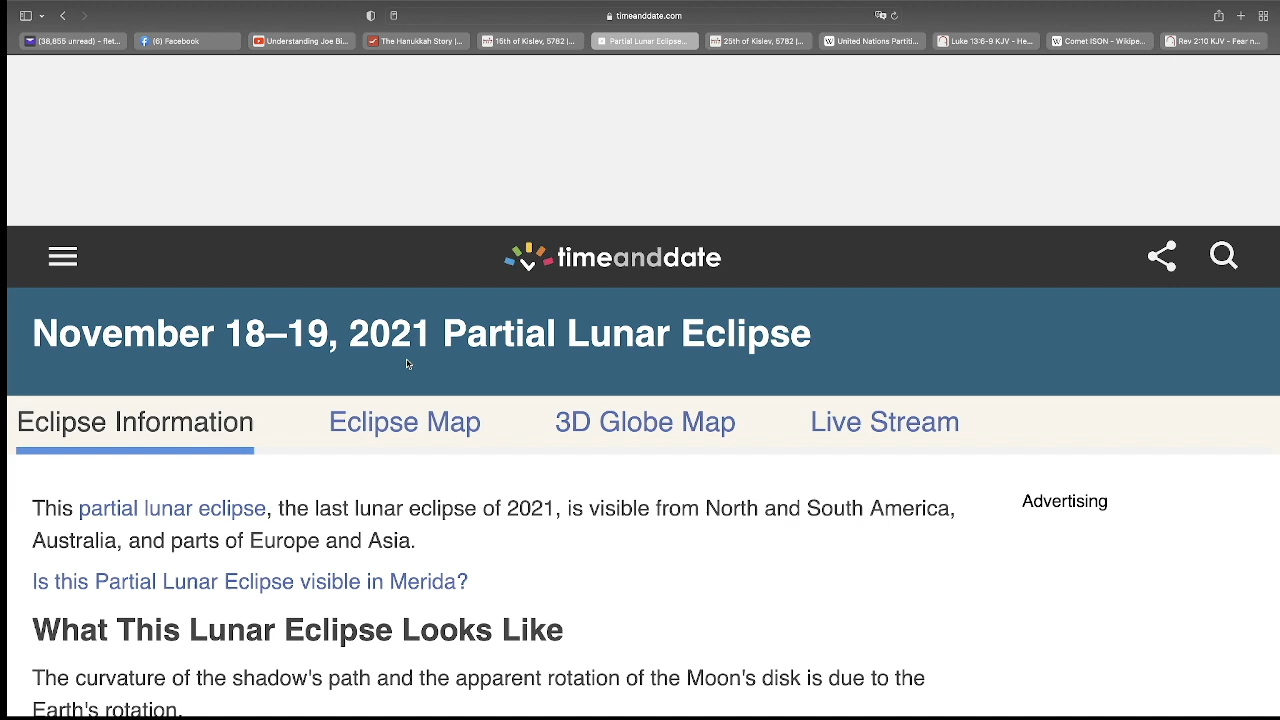 timeanddate.com
(38,855 unread) - flet...
(6) Facebook
Understanding Joe Bi...
The Hanukkah Story |...
16th of Kislev, 5782 |...
Partial Lunar Eclipse...
25th of Kislev, 5782 |...
United Nations Partiti...
Luke 13:6-9 KJV - He...
Comet ISON - Wikipe...
Rev 2:10 KJV - Fear n...
timeanddate
November 18–19, 2021 Partial Lunar Eclipse
Eclipse Information
Eclipse Map
3D Globe Map
Live Stream
This partial lunar eclipse, the last lunar eclipse of 2021, is visible from North and South America,
Australia, and parts of Europe and Asia.
Advertising
Is this Partial Lunar Eclipse visible in Merida?
What This Lunar Eclipse Looks Like
The curvature of the shadow's path and the apparent rotation of the Moon's disk is due to the
Earth's rotation.